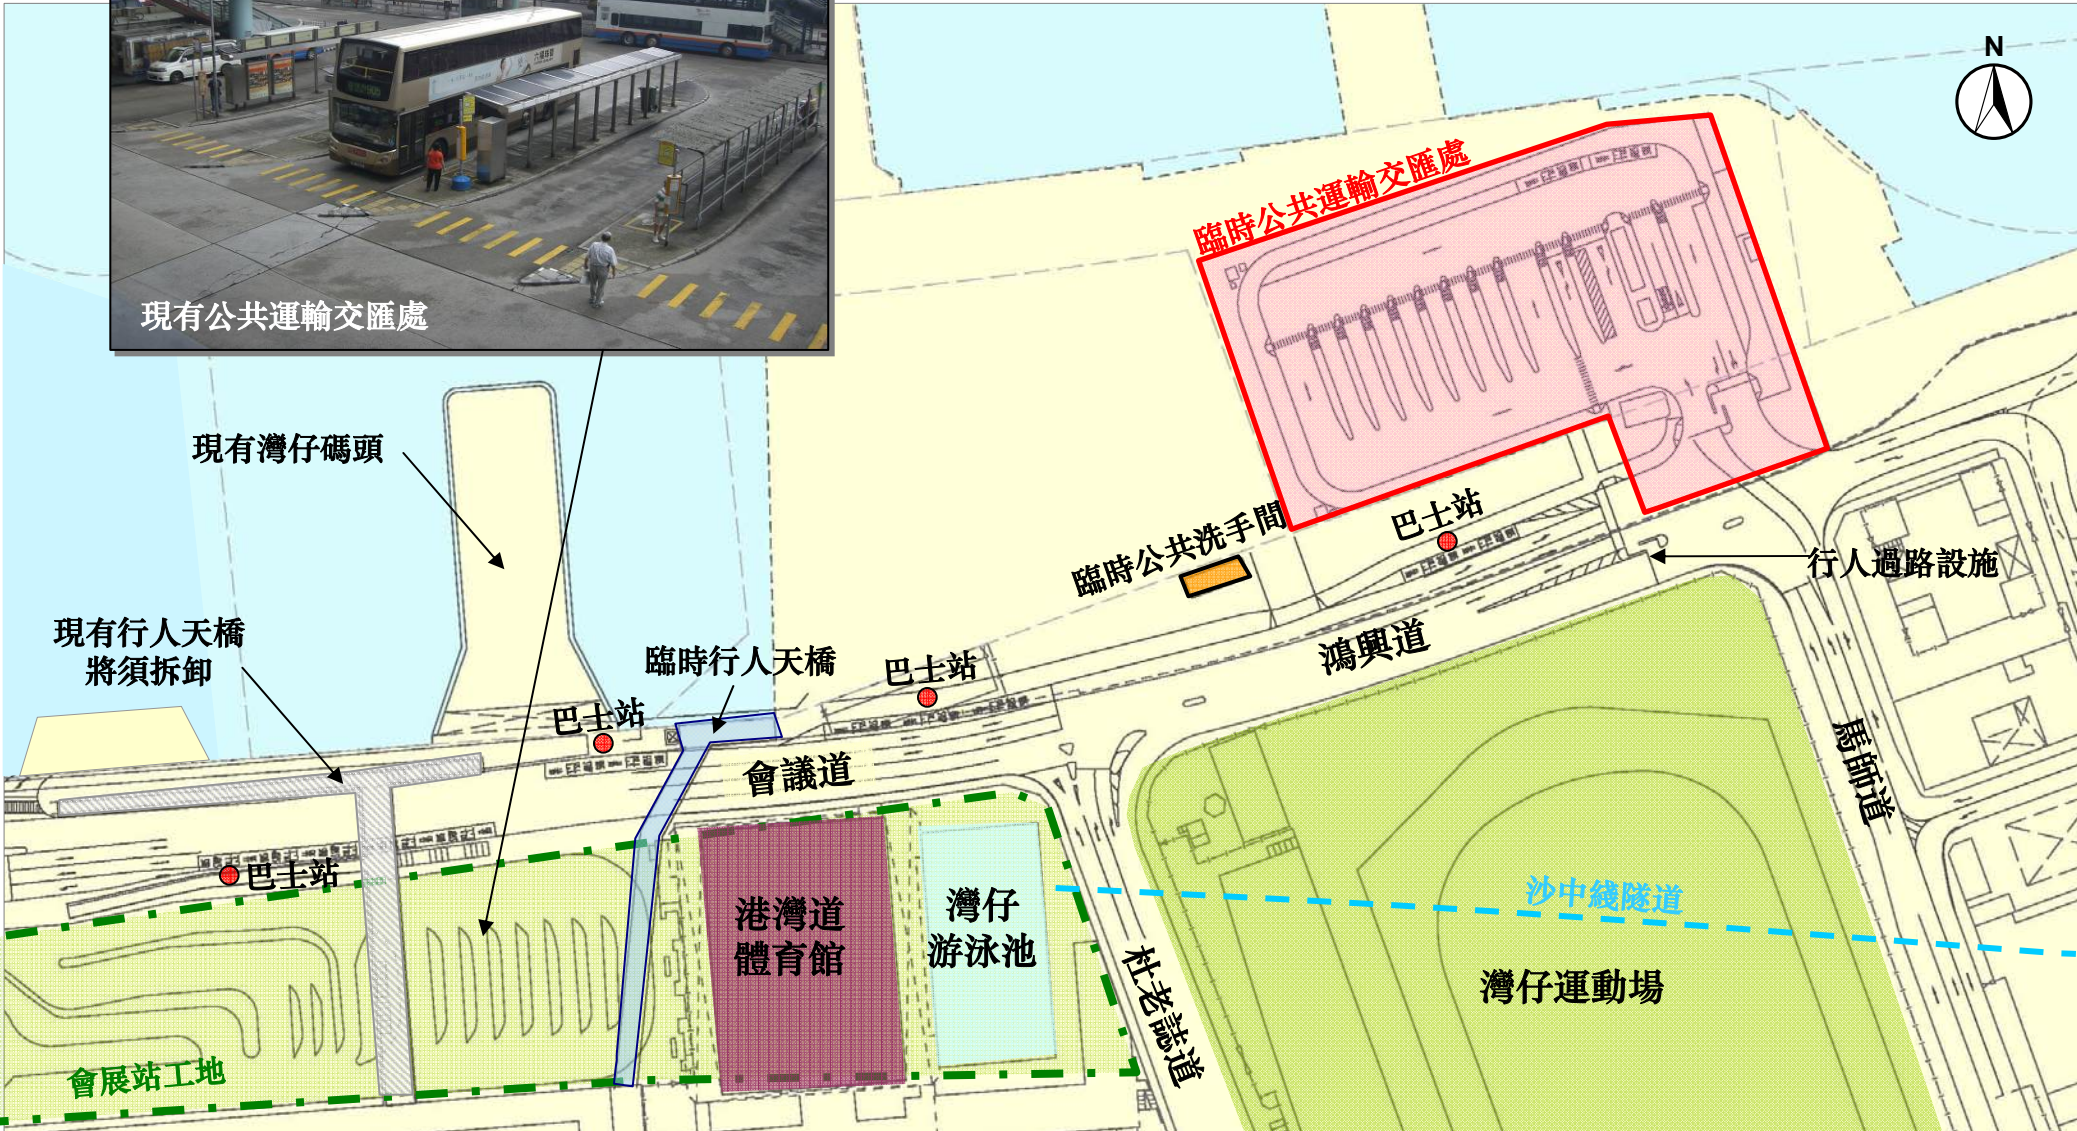 N
現有公共運輸交匯處
臨時公共運輸交匯處
現有灣仔碼頭
臨時公共洗手間
巴士站
行人過路設施
現有行人天橋
將須拆卸
臨時行人天橋
巴士站
鴻興道
巴士站
會議道
馬師道
巴士站
港灣道
體育館
灣仔
游泳池
沙中綫隧道
杜老誌道
灣仔運動場
會展站工地